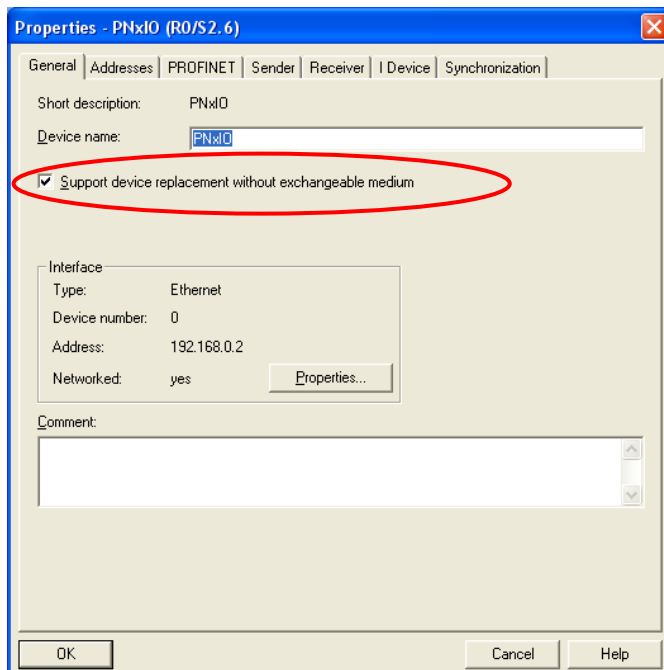 Properties - PNxIO (R0/S2.6)
General Addresses PROFINET Sender Receiver I Device Synchronization
Short description: PNxIO
Device name: PNxIO
Support device replacement without exchangeable medium
Interface
Type: Ethernet
Device number: 0
Address: 192.168.0.2
Networked: yes Properties...
Comment:
OK Cancel Help